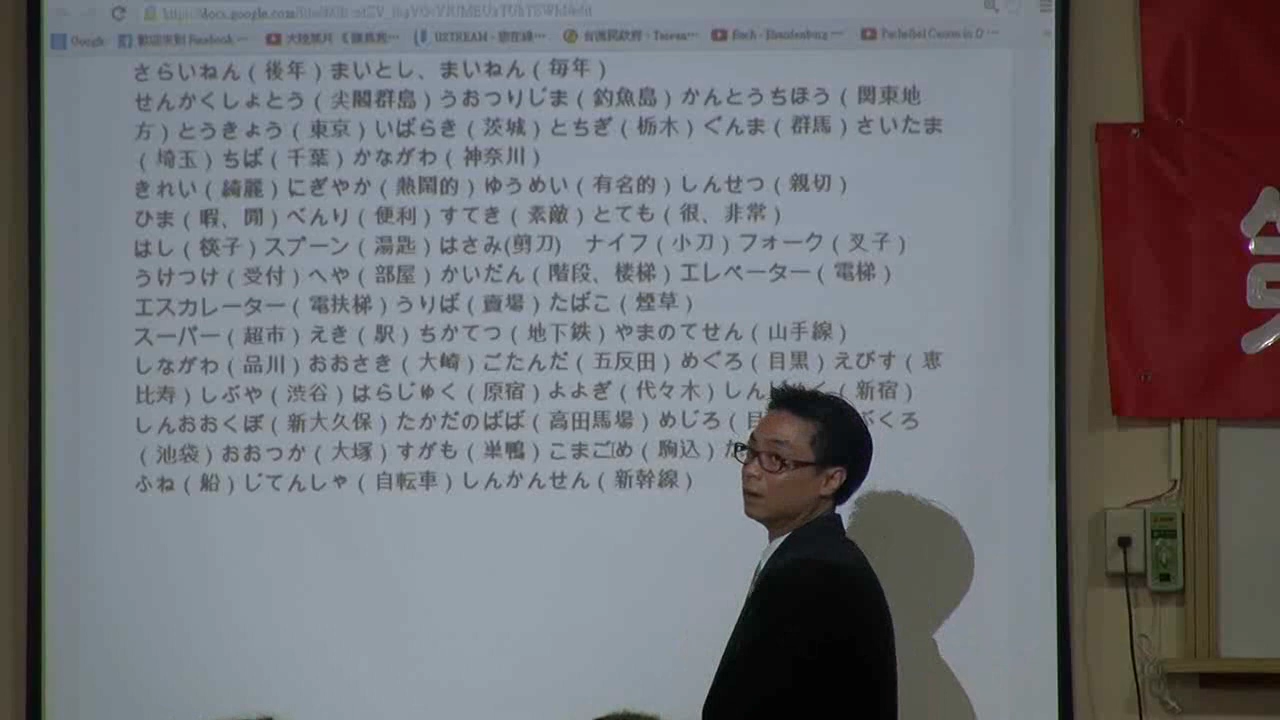 https://docs.google.com/
Google
Facebook
USTREAM
さらいねん（後年）まいとし、まいねん（毎年）
せんかくしょとう（尖閣群島）うおつりじま（釣魚島）かんとうちほう（関東地
方）とうきょう（東京）いばらき（茨城）とちぎ（栃木）ぐんま（群馬）さいたま
（埼玉）ちば（千葉）かながわ（神奈川）
きれい（綺麗）にぎやか（熱鬧的）ゆうめい（有名的）しんせつ（親切）
ひま（暇、閒）べんり（便利）すてき（素敵）とても（很、非常）
はし（筷子）スプーン（湯匙）はさみ(剪刀)　ナイフ（小刀）フォーク（叉子）
うけつけ（受付）へや（部屋）かいだん（階段、楼梯）エレベーター（電梯）
エスカレーター（電扶梯）うりば（賣場）たばこ（煙草）
スーパー（超市）えき（駅）ちかてつ（地下鉄）やまのてせん（山手線）
しながわ（品川）おおさき（大崎）ごたんだ（五反田）めぐろ（目黒）えびす（恵
比寿）しぶや（渋谷）はらじゅく（原宿）よよぎ（代々木）しんじゅく（新宿）
しんおおくぼ（新大久保）たかだのばば（高田馬場）めじろ（目 ぶくろ
（池袋）おおつか（大塚）すがも（巣鴨）こまごめ（駒込）た
ふね（船）じてんしゃ（自転車）しんかんせん（新幹線）